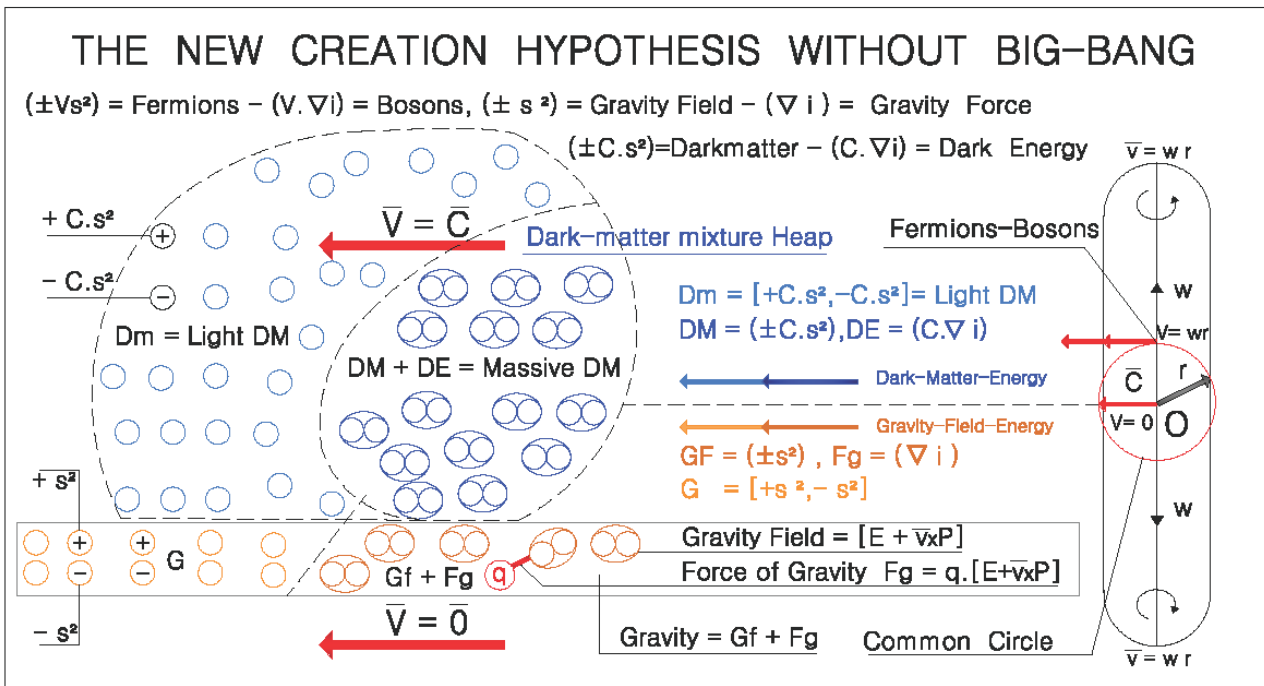 THE NEW CREATION HYPOTHESIS WITHOUT BIG-BANG
(±Vs²) = Fermions - (V.∇i) = Bosons, (± s ²) = Gravity Field - (∇ i) = Gravity Force
(±C.s²)=Darkmatter - (C.∇i) = Dark Energy
v̅ = w r
+ C.s²
+
V̅ = C̅
Dark-matter mixture Heap
Fermions-Bosons
- C.s²
-
Dm = [+C.s²,-C.s²]= Light DM
w
Dm = Light DM
DM = (±C.s²),DE = (C.∇ i)
V= wr
DM + DE = Massive DM
Dark-Matter-Energy
C̅
r
V= 0
O
Gravity-Field-Energy
GF = (±s²) , Fg = (∇ i)
+ s²
G = [+s ²,- s²]
w
+ +
Gravity Field = [E + v̅xP]
G
- -
Gf + Fg
q
Force of Gravity Fg = q.[E+v̅xP]
V̅ = 0̅
- s²
Gravity = Gf + Fg
Common Circle
v̅ = w r